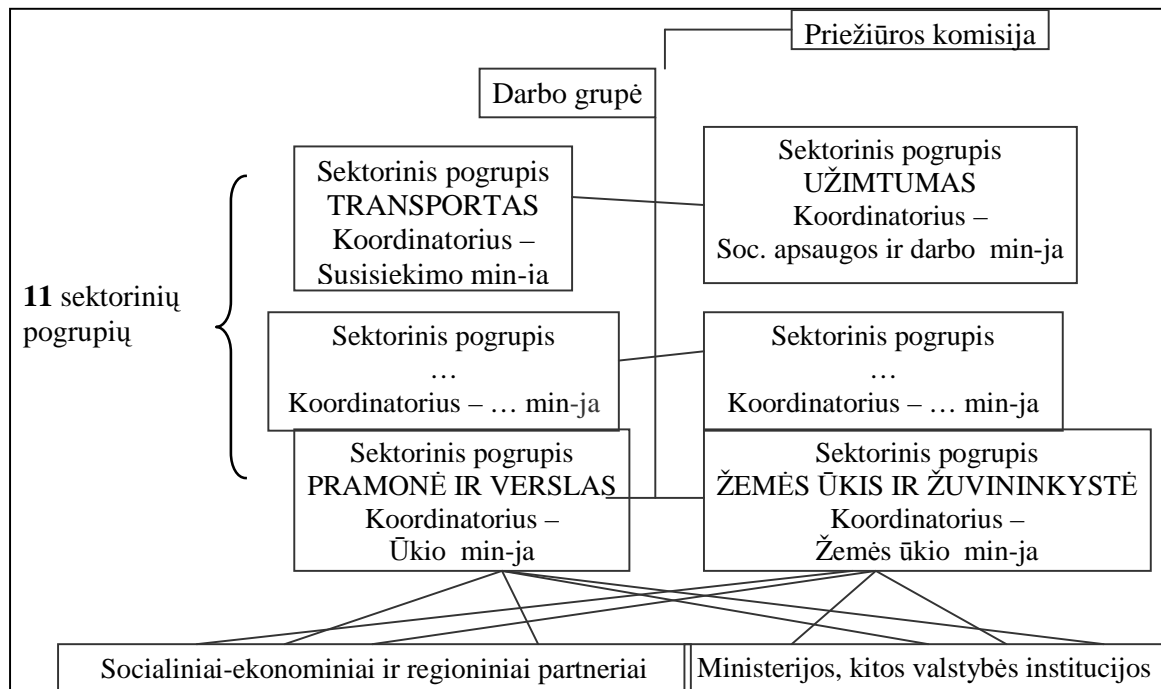 Priežiūros komisija
Darbo grupė
Sektorinis pogrupis
TRANSPORTAS
Koordinatorius –
Susisiekimo min-ia
Sektorinis pogrupis
UŽIMTUMAS
Koordinatorius –
Soc. apsaugos ir darbo min-ja
11 sektorinių
pogrupių
Sektorinis pogrupis
…
Koordinatorius – … min-ja
Sektorinis pogrupis
…
Koordinatorius – … min-ja
Sektorinis pogrupis
PRAMONĖ IR VERSLAS
Koordinatorius –
Ūkio min-ja
Sektorinis pogrupis
ŽEMĖS ŪKIS IR ŽUVININKYSTĖ
Koordinatorius –
Žemės ūkio min-ja
Socialiniai-ekonominiai ir regioniniai partneriai
Ministerijos, kitos valstybės institucijos